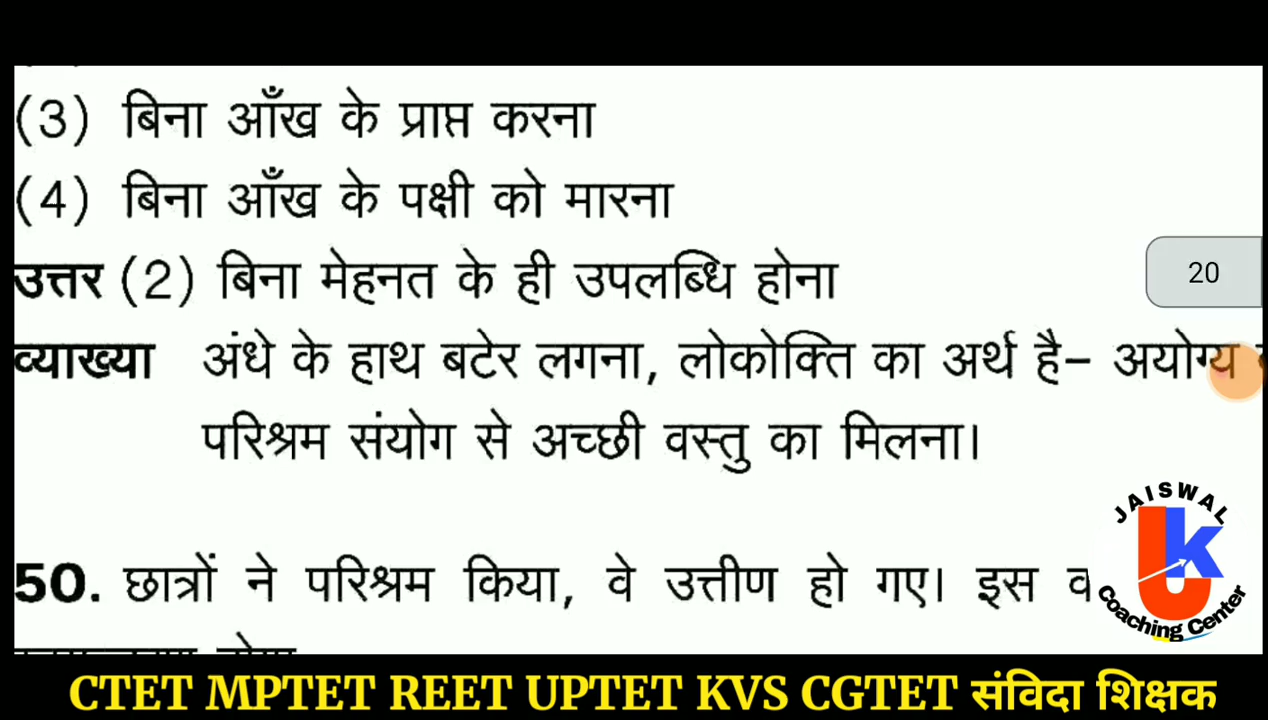 (3) बिना आँख के प्राप्त करना
(4) बिना आँख के पक्षी को मारना
उत्तर (2) बिना मेहनत के ही उपलब्धि होना
20
व्याख्या अंधे के हाथ बटेर लगना, लोकोक्ति का अर्थ है– अयोग्य
परिश्रम संयोग से अच्छी वस्तु का मिलना।
JAISWAL
UK
Coaching Center
50. छात्रों ने परिश्रम किया, वे उत्तीण हो गए। इस
CTET MPTET REET UPTET KVS CGTET संविदा शिक्षक